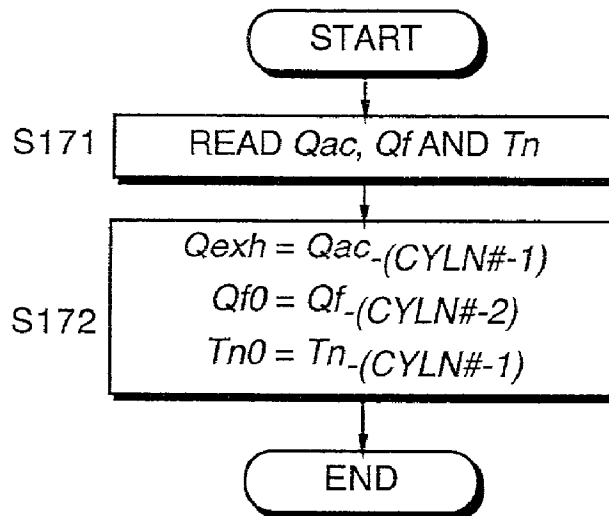 START
S171
READ Qac, Qf AND Tn
S172
Qexh = Qac-(CYLN#-1)
Qf0 = Qf-(CYLN#-2)
Tn0 = Tn-(CYLN#-1)
END